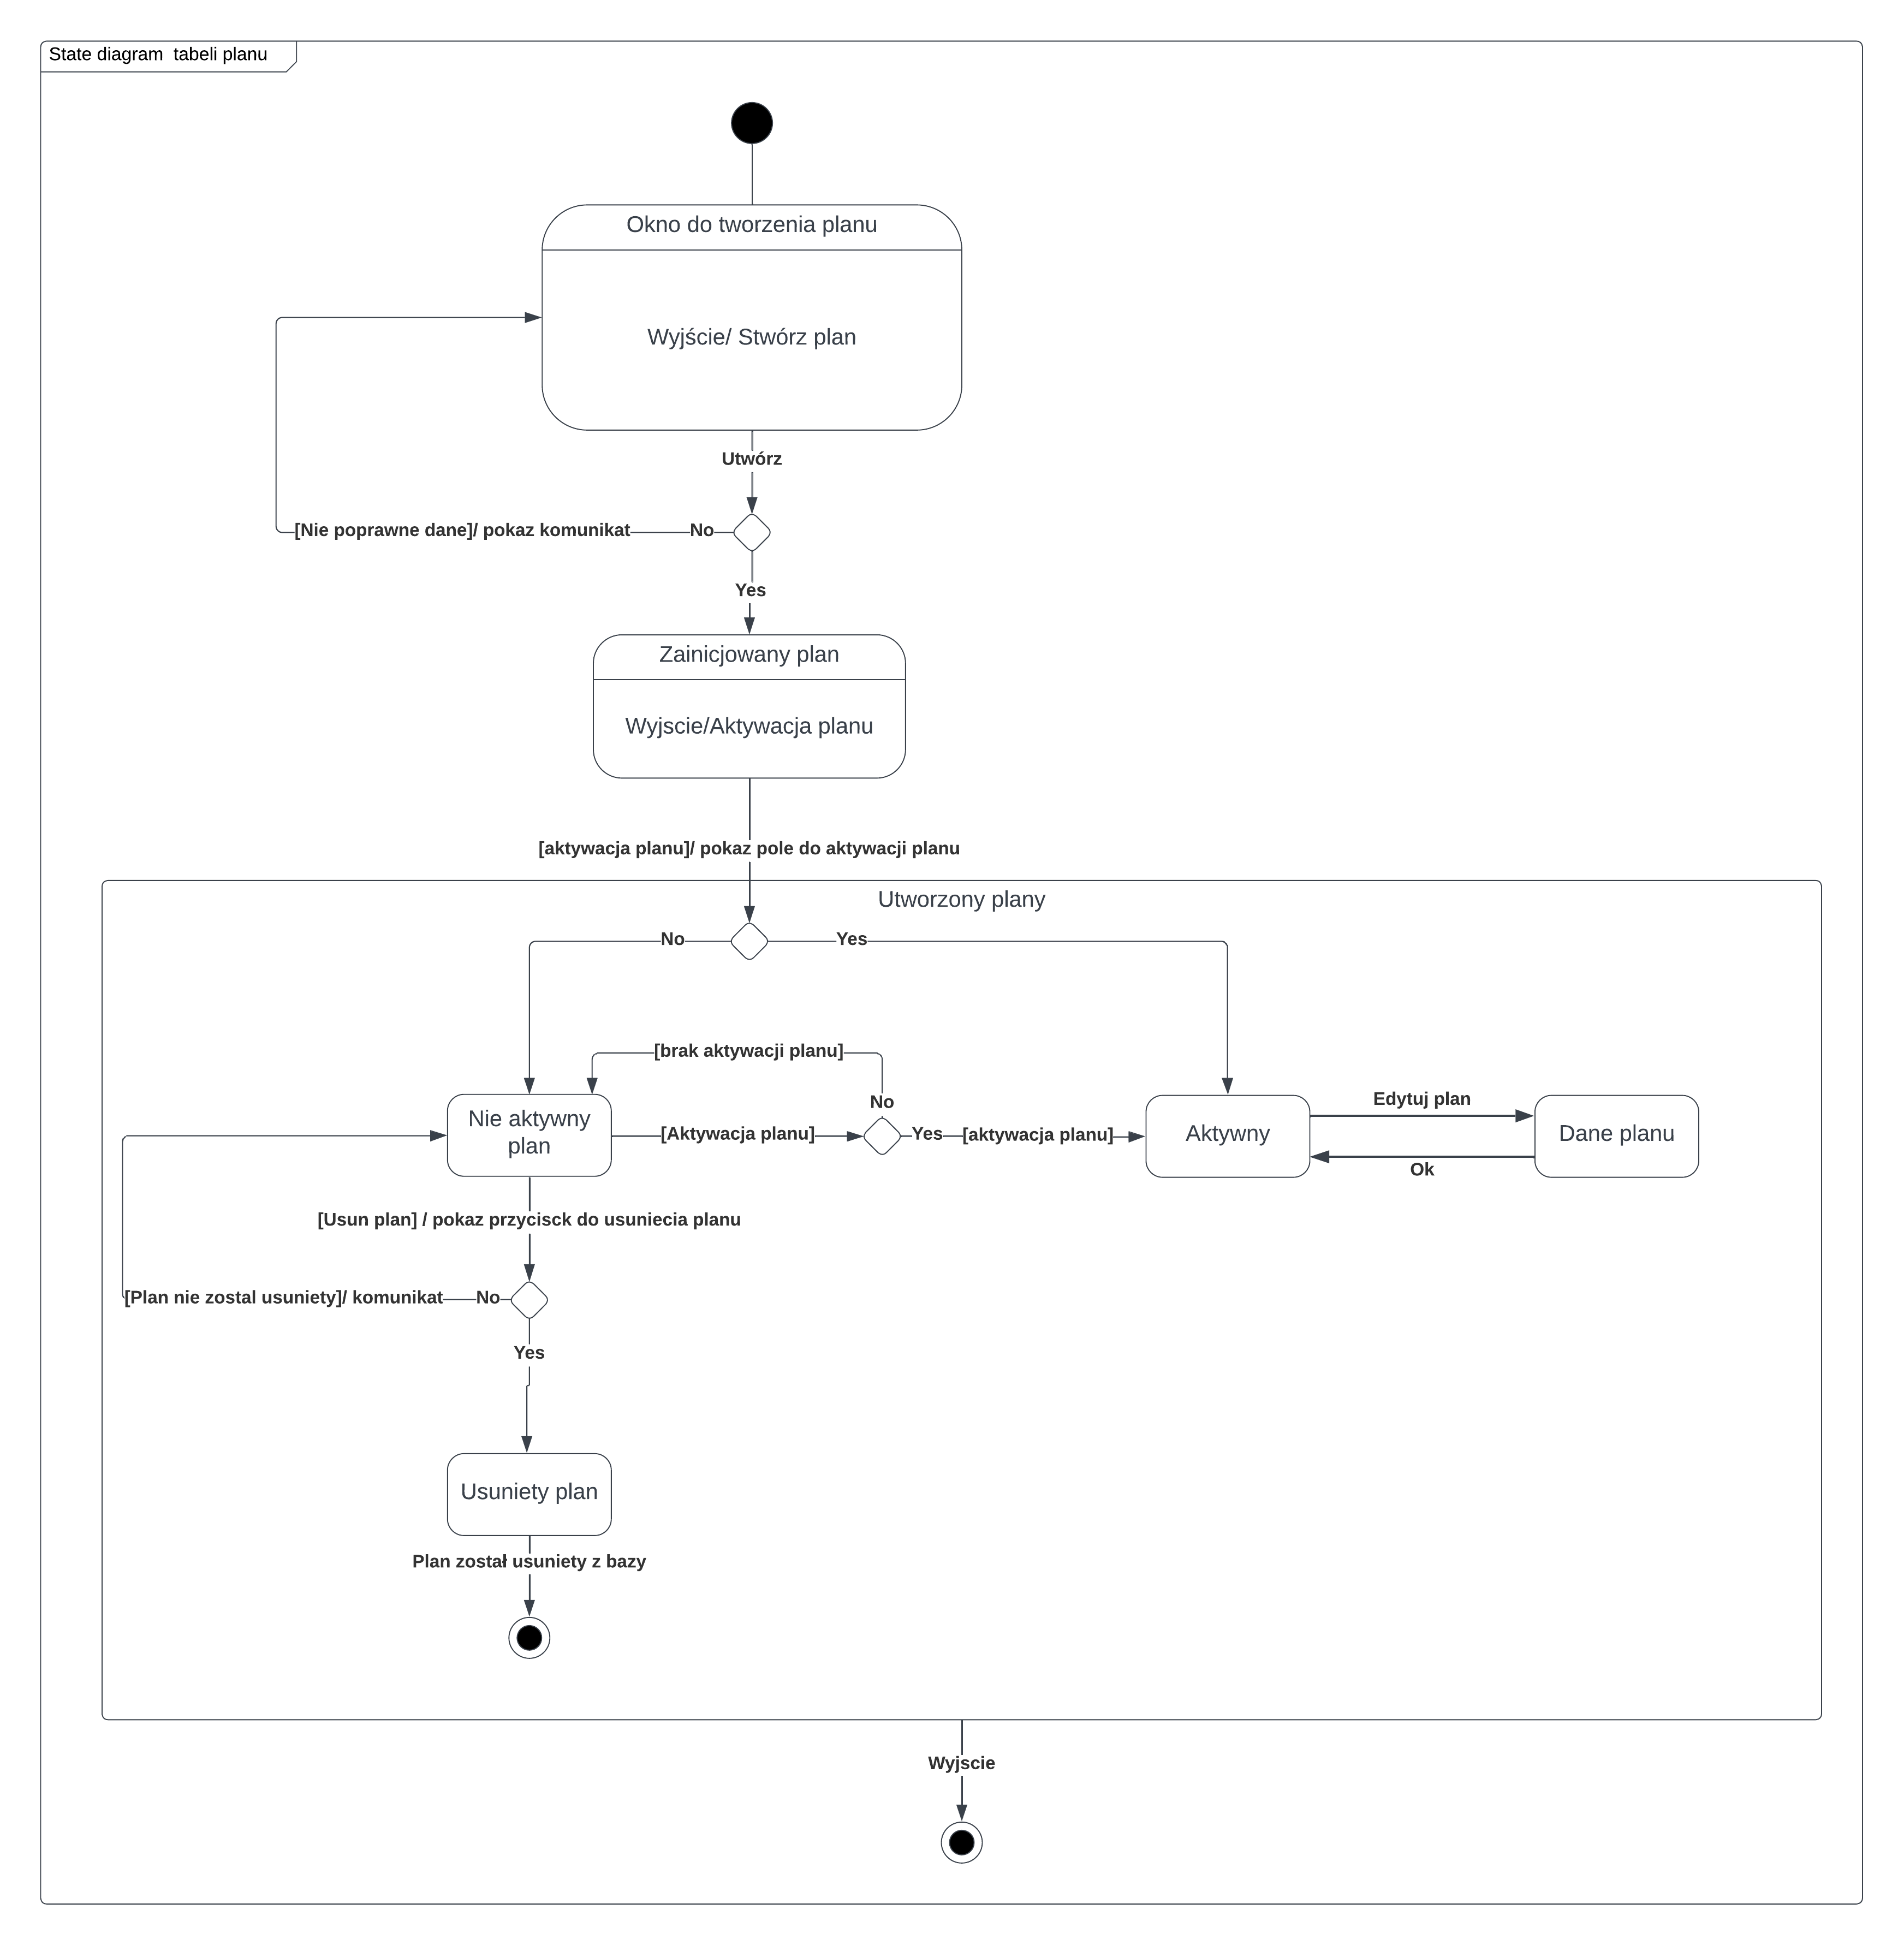 State diagram  tabeli planu
Okno do tworzenia planu
Wyjście/ Stwórz plan
Utwórz
[Nie poprawne dane]/ pokaz komunikat
No
Yes
Zainicjowany plan
Wyjscie/Aktywacja planu
[aktywacja planu]/ pokaz pole do aktywacji planu
Utworzony plany
No
Yes
[brak aktywacji planu]
No
Nie aktywny
plan
[Aktywacja planu]
Yes
[aktywacja planu]
Aktywny
Edytuj plan
Ok
Dane planu
[Usun plan] / pokaz przycisck do usuniecia planu
[Plan nie zostal usuniety]/ komunikat
No
Yes
Usuniety plan
Plan został usuniety z bazy
Wyjscie